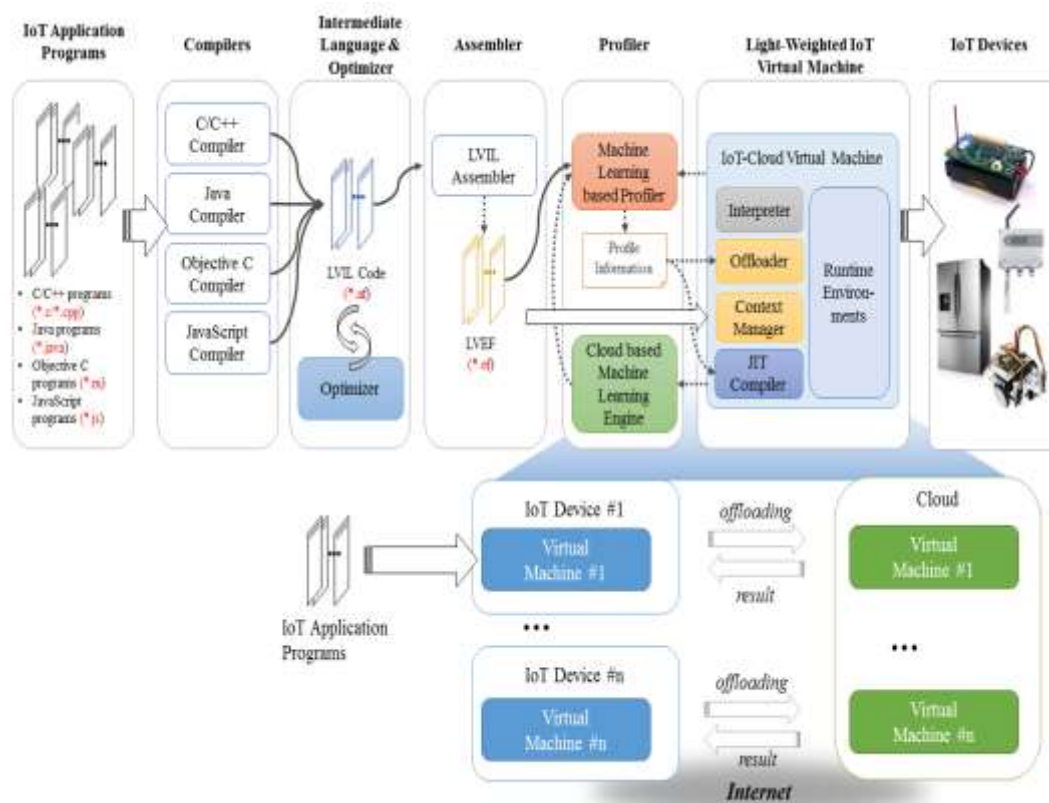 IoT Application
Programs
Compilers
Intermediate
Language &
Optimizer
Assembler
Profiler
Light-Weighted IoT
Virtual Machine
IoT Devices
C/C++
Compiler
Java
Compiler
Objective C
Compiler
JavaScript
Compiler
• C/C++ programs
(*.c/*.cpp)
• Java programs
(*.java)
• Objective C
programs (*.m)
• JavaScript
programs (*.js)
LVIL Code
(*.sf)
Optimizer
LVIL
Assembler
LVEF
(*.ef)
Machine
Learning
based Profiler
Profile
Information
Cloud based
Machine
Learning
Engine
IoT-Cloud Virtual Machine
Interpreter
Offloader
Context
Manager
JIT
Compiler
Runtime
Environ-
ments
IoT Application
Programs
IoT Device #1
Virtual
Machine #1
offloading
result
Cloud
Virtual
Machine #1
...
...
IoT Device #n
Virtual
Machine #n
offloading
result
Virtual
Machine #n
Internet